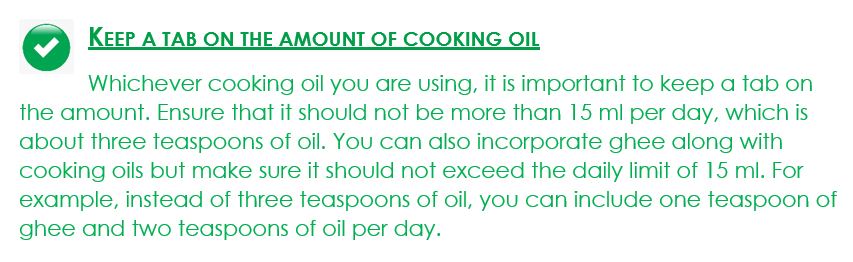 KEEP A TAB ON THE AMOUNT OF COOKING OIL
Whichever cooking oil you are using, it is important to keep a tab on
the amount. Ensure that it should not be more than 15 ml per day, which is
about three teaspoons of oil. You can also incorporate ghee along with
cooking oils but make sure it should not exceed the daily limit of 15 ml. For
example, instead of three teaspoons of oil, you can include one teaspoon of
ghee and two teaspoons of oil per day.